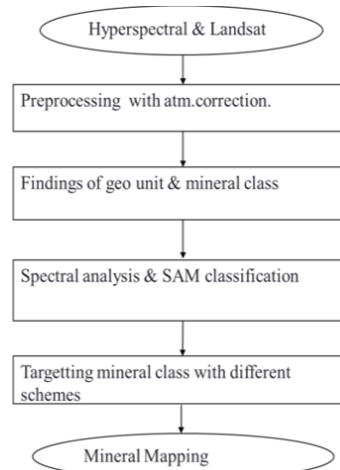 Hyperspectral & Landsat
Preprocessing with atm.correction.
Findings of geo unit & mineral class
Spectral analysis & SAM classification
Targetting mineral class with different
schemes
Mineral Mapping